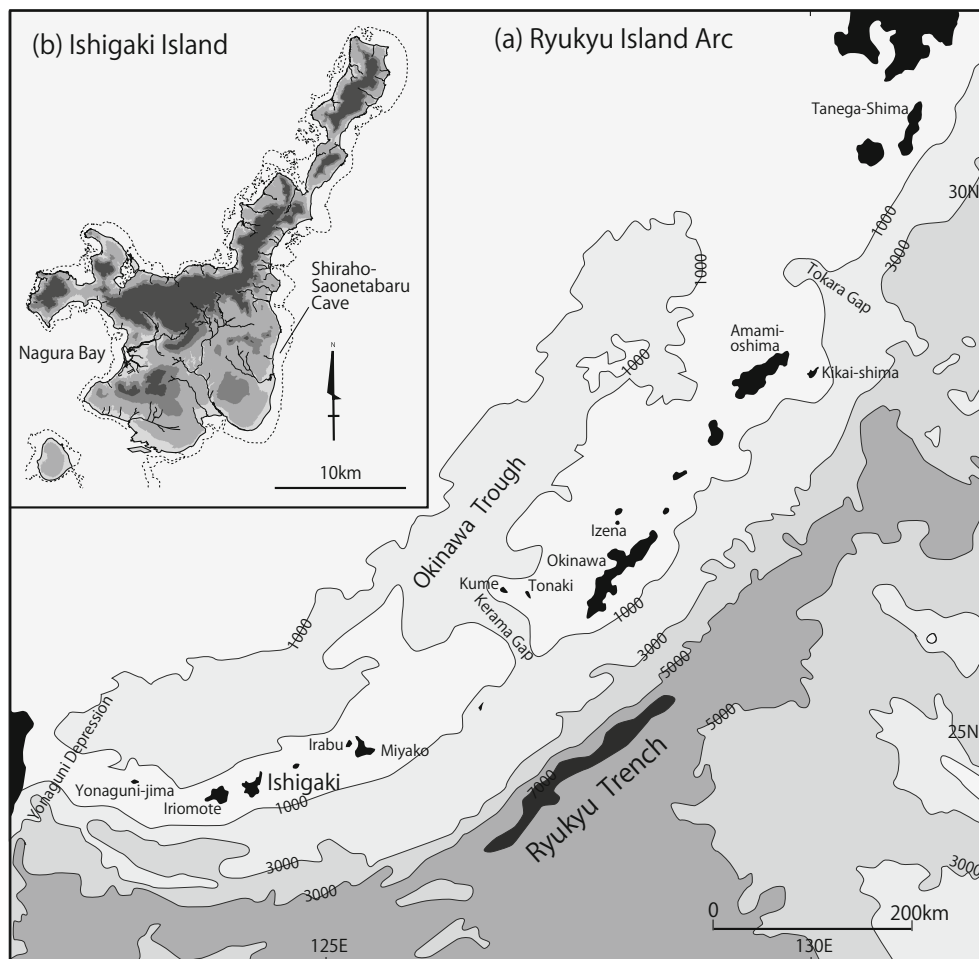 (b) Ishigaki Island
Shiraho-
Saonetabaru
Cave
Nagura Bay
N
10km
(a) Ryukyu Island Arc
Tanega-Shima
30N
1000
3000
Tokara Gap
1000
1000
Amami-
oshima
Kikai-shima
Okinawa Trough
Izena
Okinawa
Kume
Tonaki
Kerama Gap
1000
3000
5000
5000
1000
25N
Yonaguni Depression
Irabu
Miyako
Yonaguni-jima
Iriomote
Ishigaki
1000
7000
Ryukyu Trench
3000
3000
3000
0
200km
125E
130E